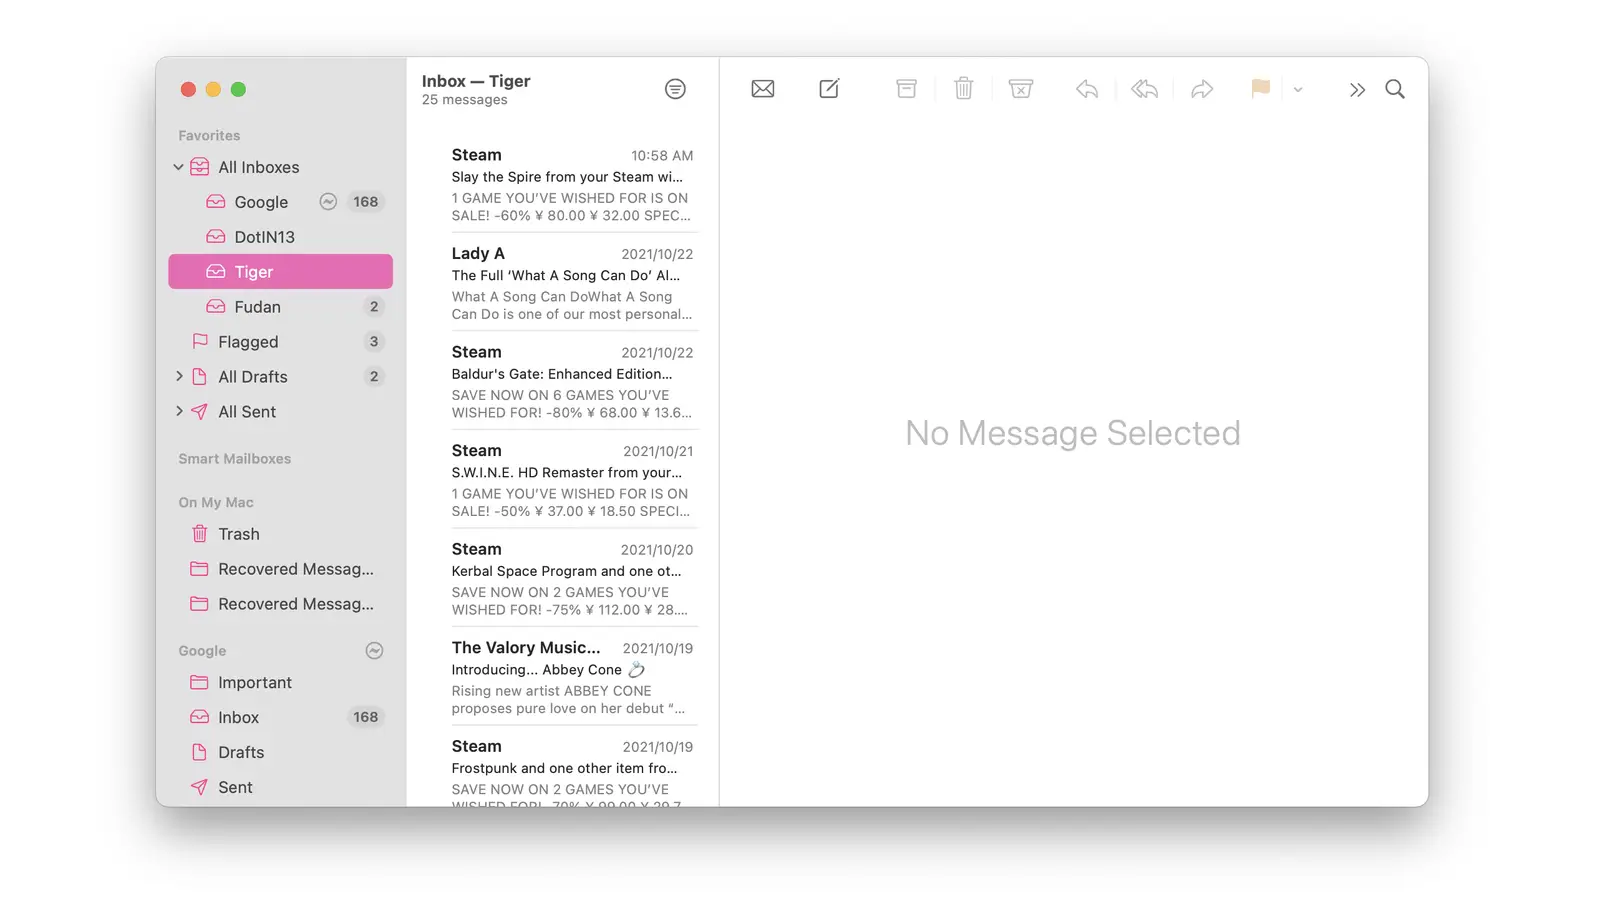 Favorites
All Inboxes
Google 168
DotIN13
Tiger
Fudan 2
Flagged 3
All Drafts 2
All Sent
Smart Mailboxes
On My Mac
Trash
Recovered Messag...
Recovered Messag...
Google
Important
Inbox 168
Drafts
Sent
Inbox — Tiger
25 messages
Steam 10:58 AM
Slay the Spire from your Steam wi...
1 GAME YOU’VE WISHED FOR IS ON
SALE! -60% ¥ 80.00 ¥ 32.00 SPEC...
Lady A 2021/10/22
The Full ‘What A Song Can Do’ Al...
What A Song Can DoWhat A Song
Can Do is one of our most personal...
Steam 2021/10/22
Baldur's Gate: Enhanced Edition...
SAVE NOW ON 6 GAMES YOU’VE
WISHED FOR! -80% ¥ 68.00 ¥ 13.6...
Steam 2021/10/21
S.W.I.N.E. HD Remaster from your...
1 GAME YOU’VE WISHED FOR IS ON
SALE! -50% ¥ 37.00 ¥ 18.50 SPECI...
Steam 2021/10/20
Kerbal Space Program and one ot...
SAVE NOW ON 2 GAMES YOU’VE
WISHED FOR! -75% ¥ 112.00 ¥ 28....
The Valory Music... 2021/10/19
Introducing... Abbey Cone 💍
Rising new artist ABBEY CONE
proposes pure love on her debut “...
Steam 2021/10/19
Frostpunk and one other item fro...
SAVE NOW ON 2 GAMES YOU’VE
WISHED FOR! -70% ¥ 99.00 ¥ 29.7
No Message Selected